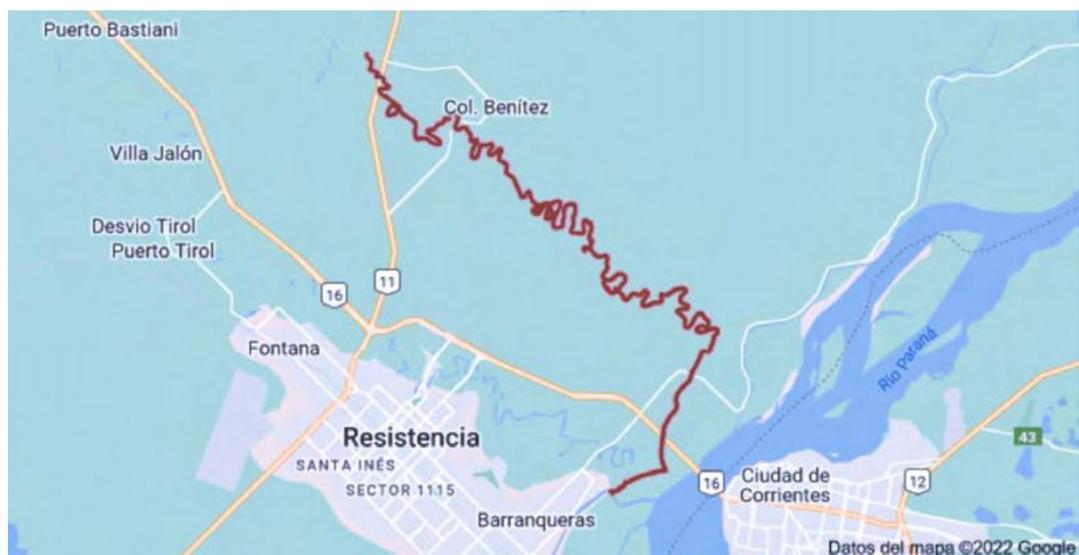 Puerto Bastiani
Col. Benítez
Villa Jalón
Desvio Tirol
Puerto Tirol
11
16
Fontana
Río Paraná
Resistencia
SANTA INÉS
SECTOR 1115
43
16
Ciudad de
Corrientes
12
Barranqueras
Datos del mapa ©2022 Google